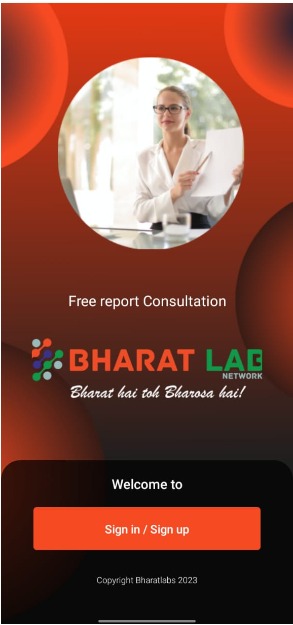 Free report Consultation
BHARAT LAB
NETWORK
Bharat hai toh Bharosa hai!
Welcome to
Sign in / Sign up
Copyright Bharatlabs 2023